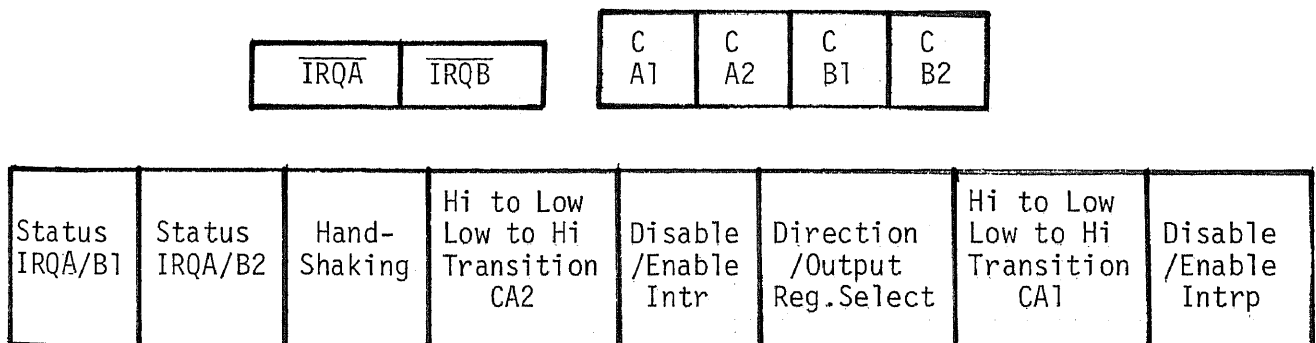 IRQA IRQB
C A1
C A2
C B1
C B2
Status
IRQA/B1
Status
IRQA/B2
Hand-
Shaking
Hi to Low
Low to Hi
Transition
CA2
Disable
/Enable
Intr
Direction
/Output
Reg.Select
Hi to Low
Low to Hi
Transition
CA1
Disable
/Enable
Intrp